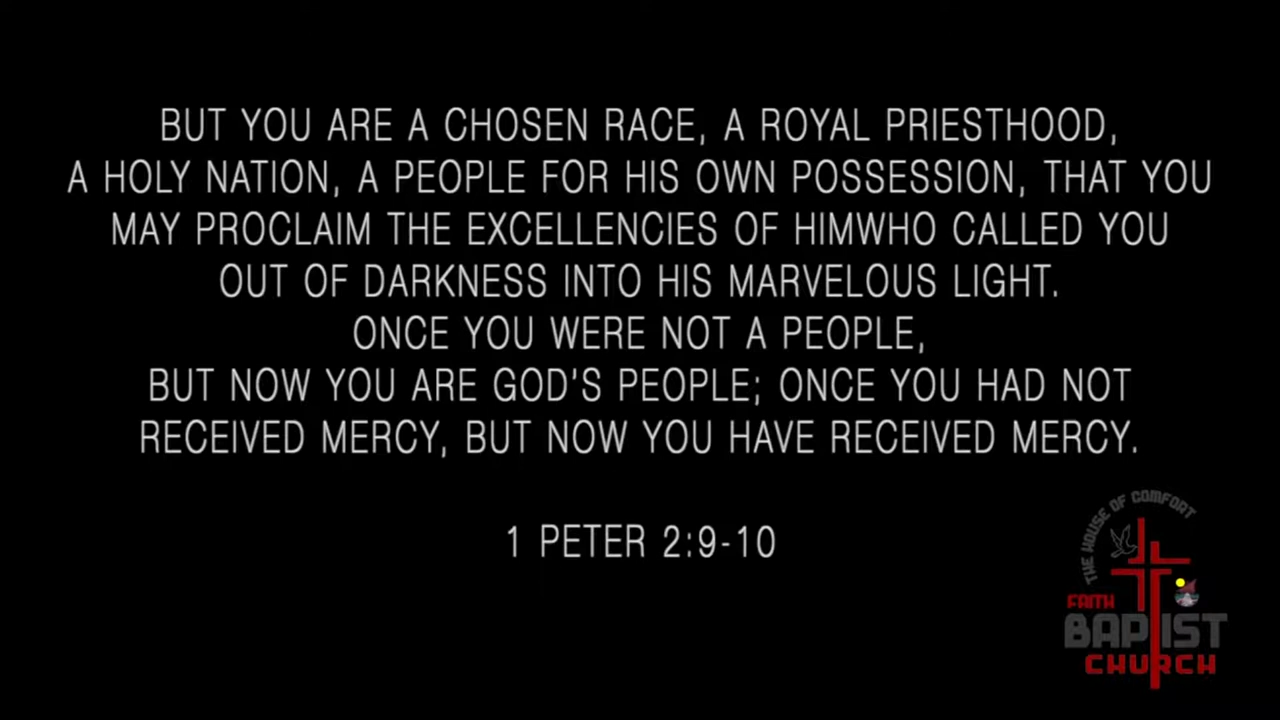 BUT YOU ARE A CHOSEN RACE, A ROYAL PRIESTHOOD,
A HOLY NATION, A PEOPLE FOR HIS OWN POSSESSION, THAT YOU
MAY PROCLAIM THE EXCELLENCIES OF HIMWHO CALLED YOU
OUT OF DARKNESS INTO HIS MARVELOUS LIGHT.
ONCE YOU WERE NOT A PEOPLE,
BUT NOW YOU ARE GOD'S PEOPLE; ONCE YOU HAD NOT
RECEIVED MERCY, BUT NOW YOU HAVE RECEIVED MERCY.
1 PETER 2:9-10
THE HOUSE OF COMFORT
FAITH
BAPTIST
CHURCH